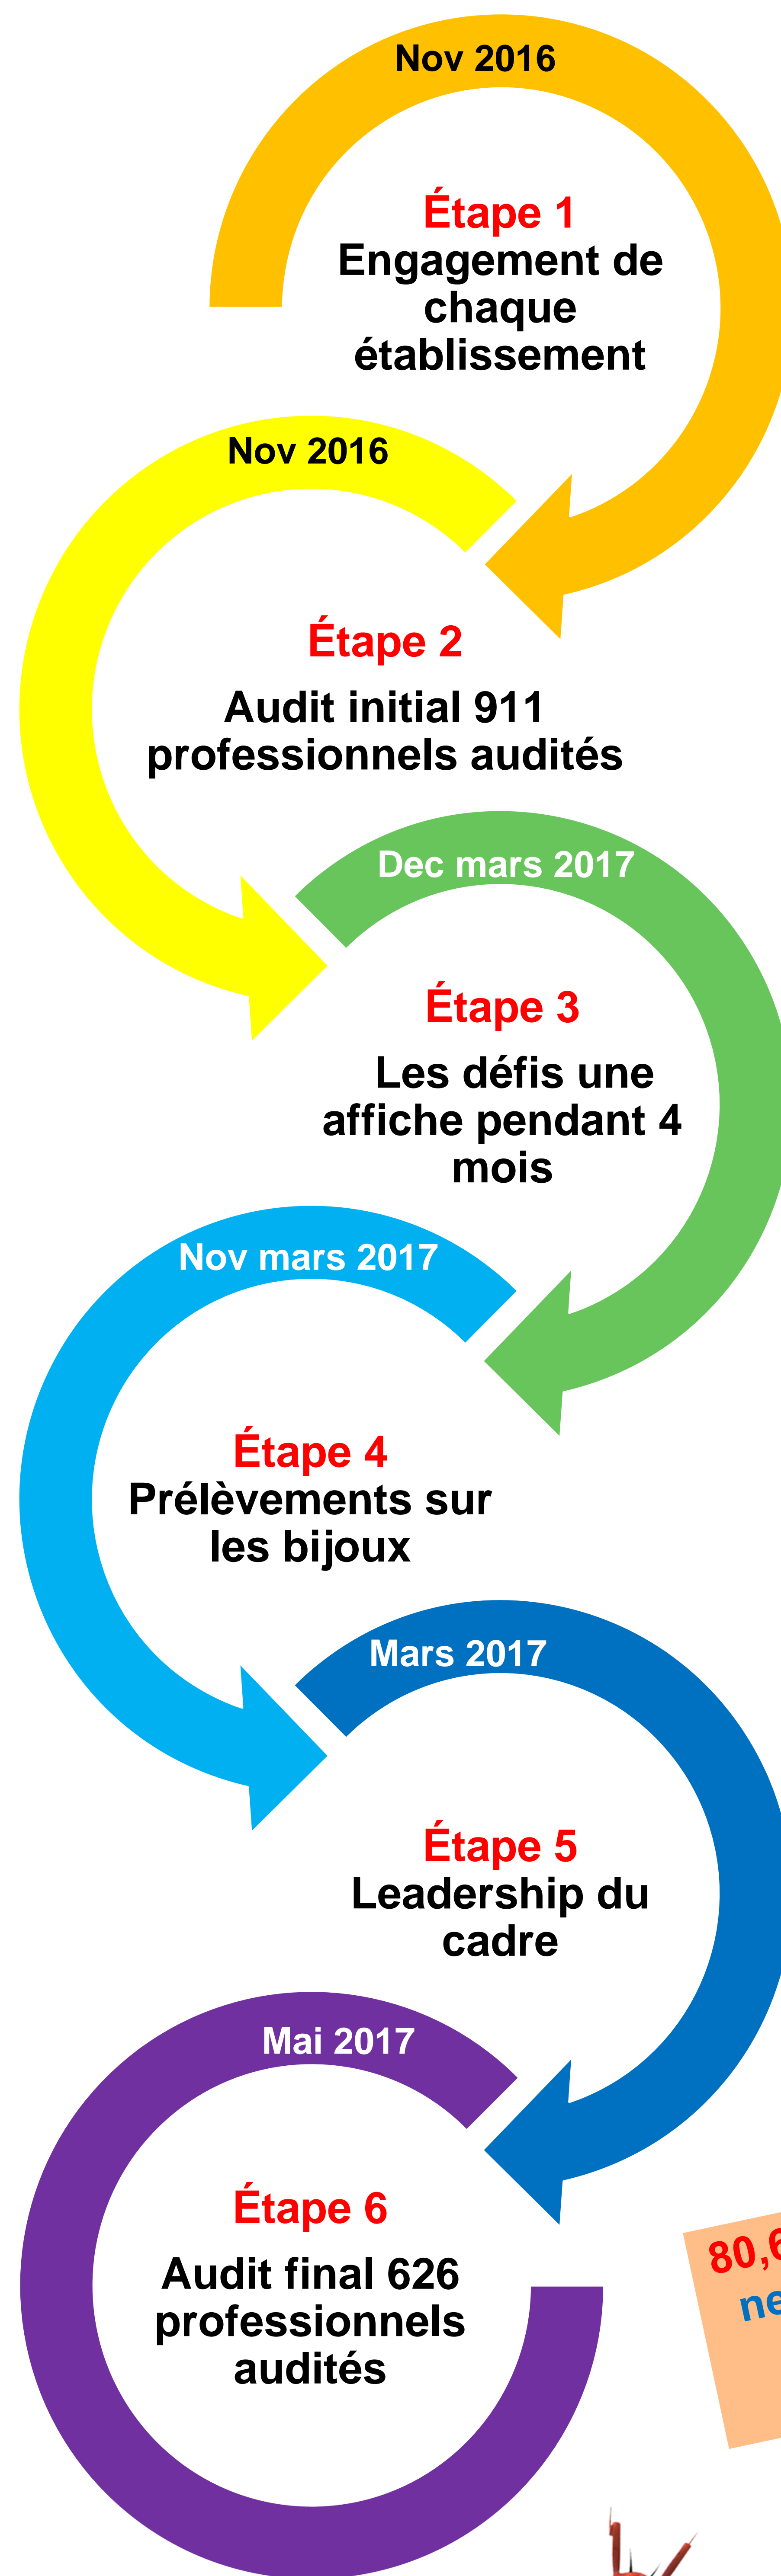 Nov 2016
Étape 1
Engagement de
chaque
établissement
Nov 2016
Étape 2
Audit initial 911
professionnels audités
Dec mars 2017
Étape 3
Les défis une
affiche pendant 4
mois
Nov mars 2017
Étape 4
Prélèvements sur
les bijoux
Mars 2017
Étape 5
Leadership du
cadre
Mai 2017
Étape 6
Audit final 626
professionnels
audités